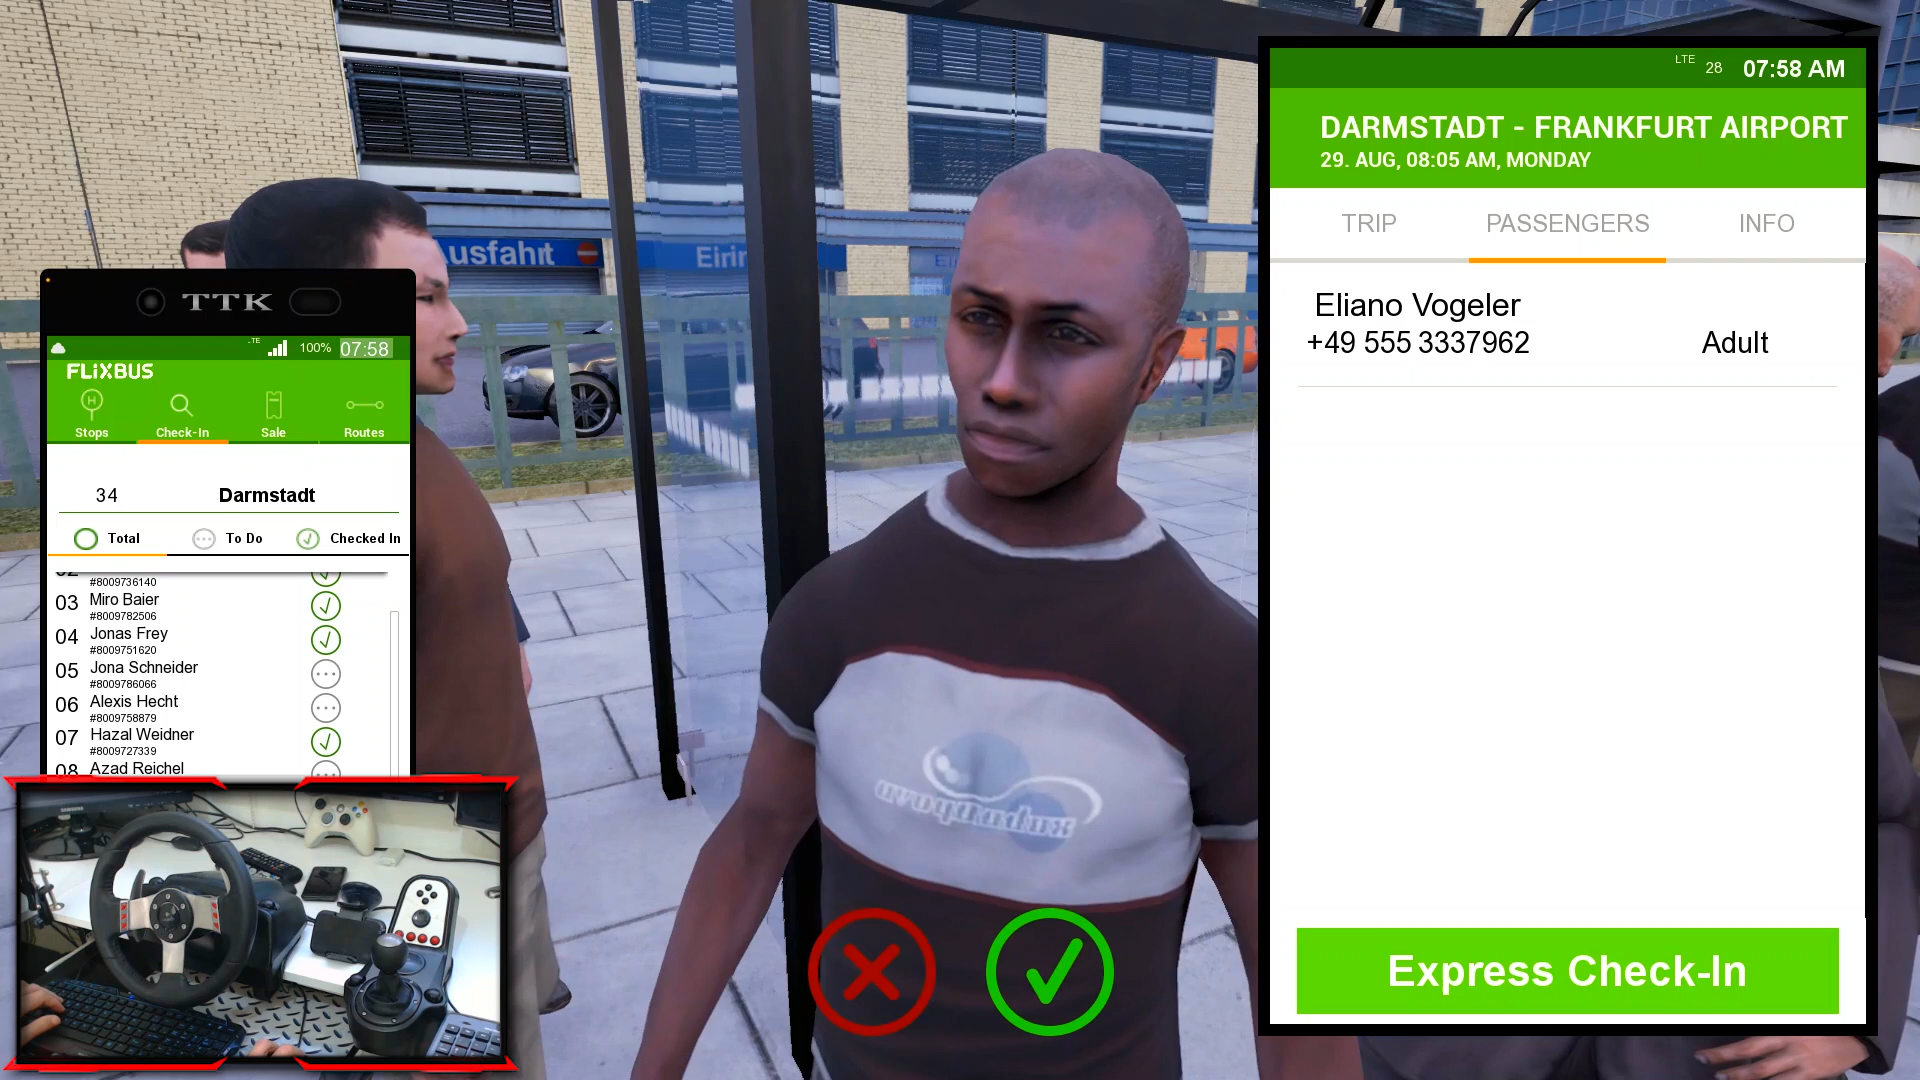 Ausfahrt
Eirir
TTK
LTE
100%
07:58
FLiXBUS
Stops
Check-In
Sale
Routes
34
Darmstadt
Total
To Do
Checked In
#8009736140
03
Miro Baier
#8009782506
04
Jonas Frey
#8009751620
05
Jona Schneider
#8009786066
06
Alexis Hecht
#8009758879
07
Hazal Weidner
#8009727339
08
Azad Reichel
LTE 28 07:58 AM
DARMSTADT - FRANKFURT AIRPORT
29. AUG, 08:05 AM, MONDAY
TRIP
PASSENGERS
INFO
Eliano Vogeler
+49 555 3337962
Adult
Express Check-In